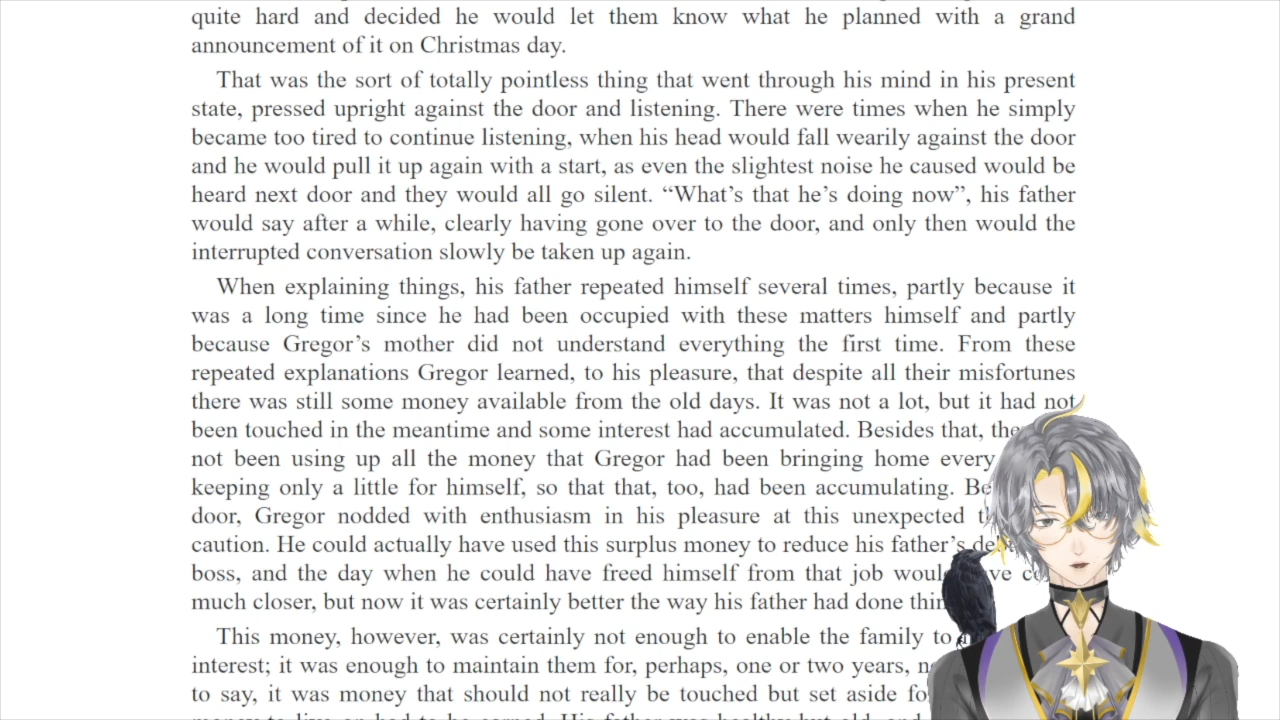 quite hard and decided he would let them know what he planned with a grand
announcement of it on Christmas day.
That was the sort of totally pointless thing that went through his mind in his present
state, pressed upright against the door and listening. There were times when he simply
became too tired to continue listening, when his head would fall wearily against the door
and he would pull it up again with a start, as even the slightest noise he caused would be
heard next door and they would all go silent. “What’s that he’s doing now”, his father
would say after a while, clearly having gone over to the door, and only then would the
interrupted conversation slowly be taken up again.
When explaining things, his father repeated himself several times, partly because it
was a long time since he had been occupied with these matters himself and partly
because Gregor’s mother did not understand everything the first time. From these
repeated explanations Gregor learned, to his pleasure, that despite all their misfortunes
there was still some money available from the old days. It was not a lot, but it had not
been touched in the meantime and some interest had accumulated. Besides that,
not been using up all the money that Gregor had been bringing home every
keeping only a little for himself, so that that, too, had been accumulating.
door, Gregor nodded with enthusiasm in his pleasure at this unexpected
caution. He could actually have used this surplus money to reduce his father’s
boss, and the day when he could have freed himself from that job
much closer, but now it was certainly better the way his father had done
This money, however, was certainly not enough to enable the family to
interest; it was enough to maintain them for, perhaps, one or two years,
to say, it was money that should not really be touched but set aside
money to live on had to be earned. His father was healthy but old, and